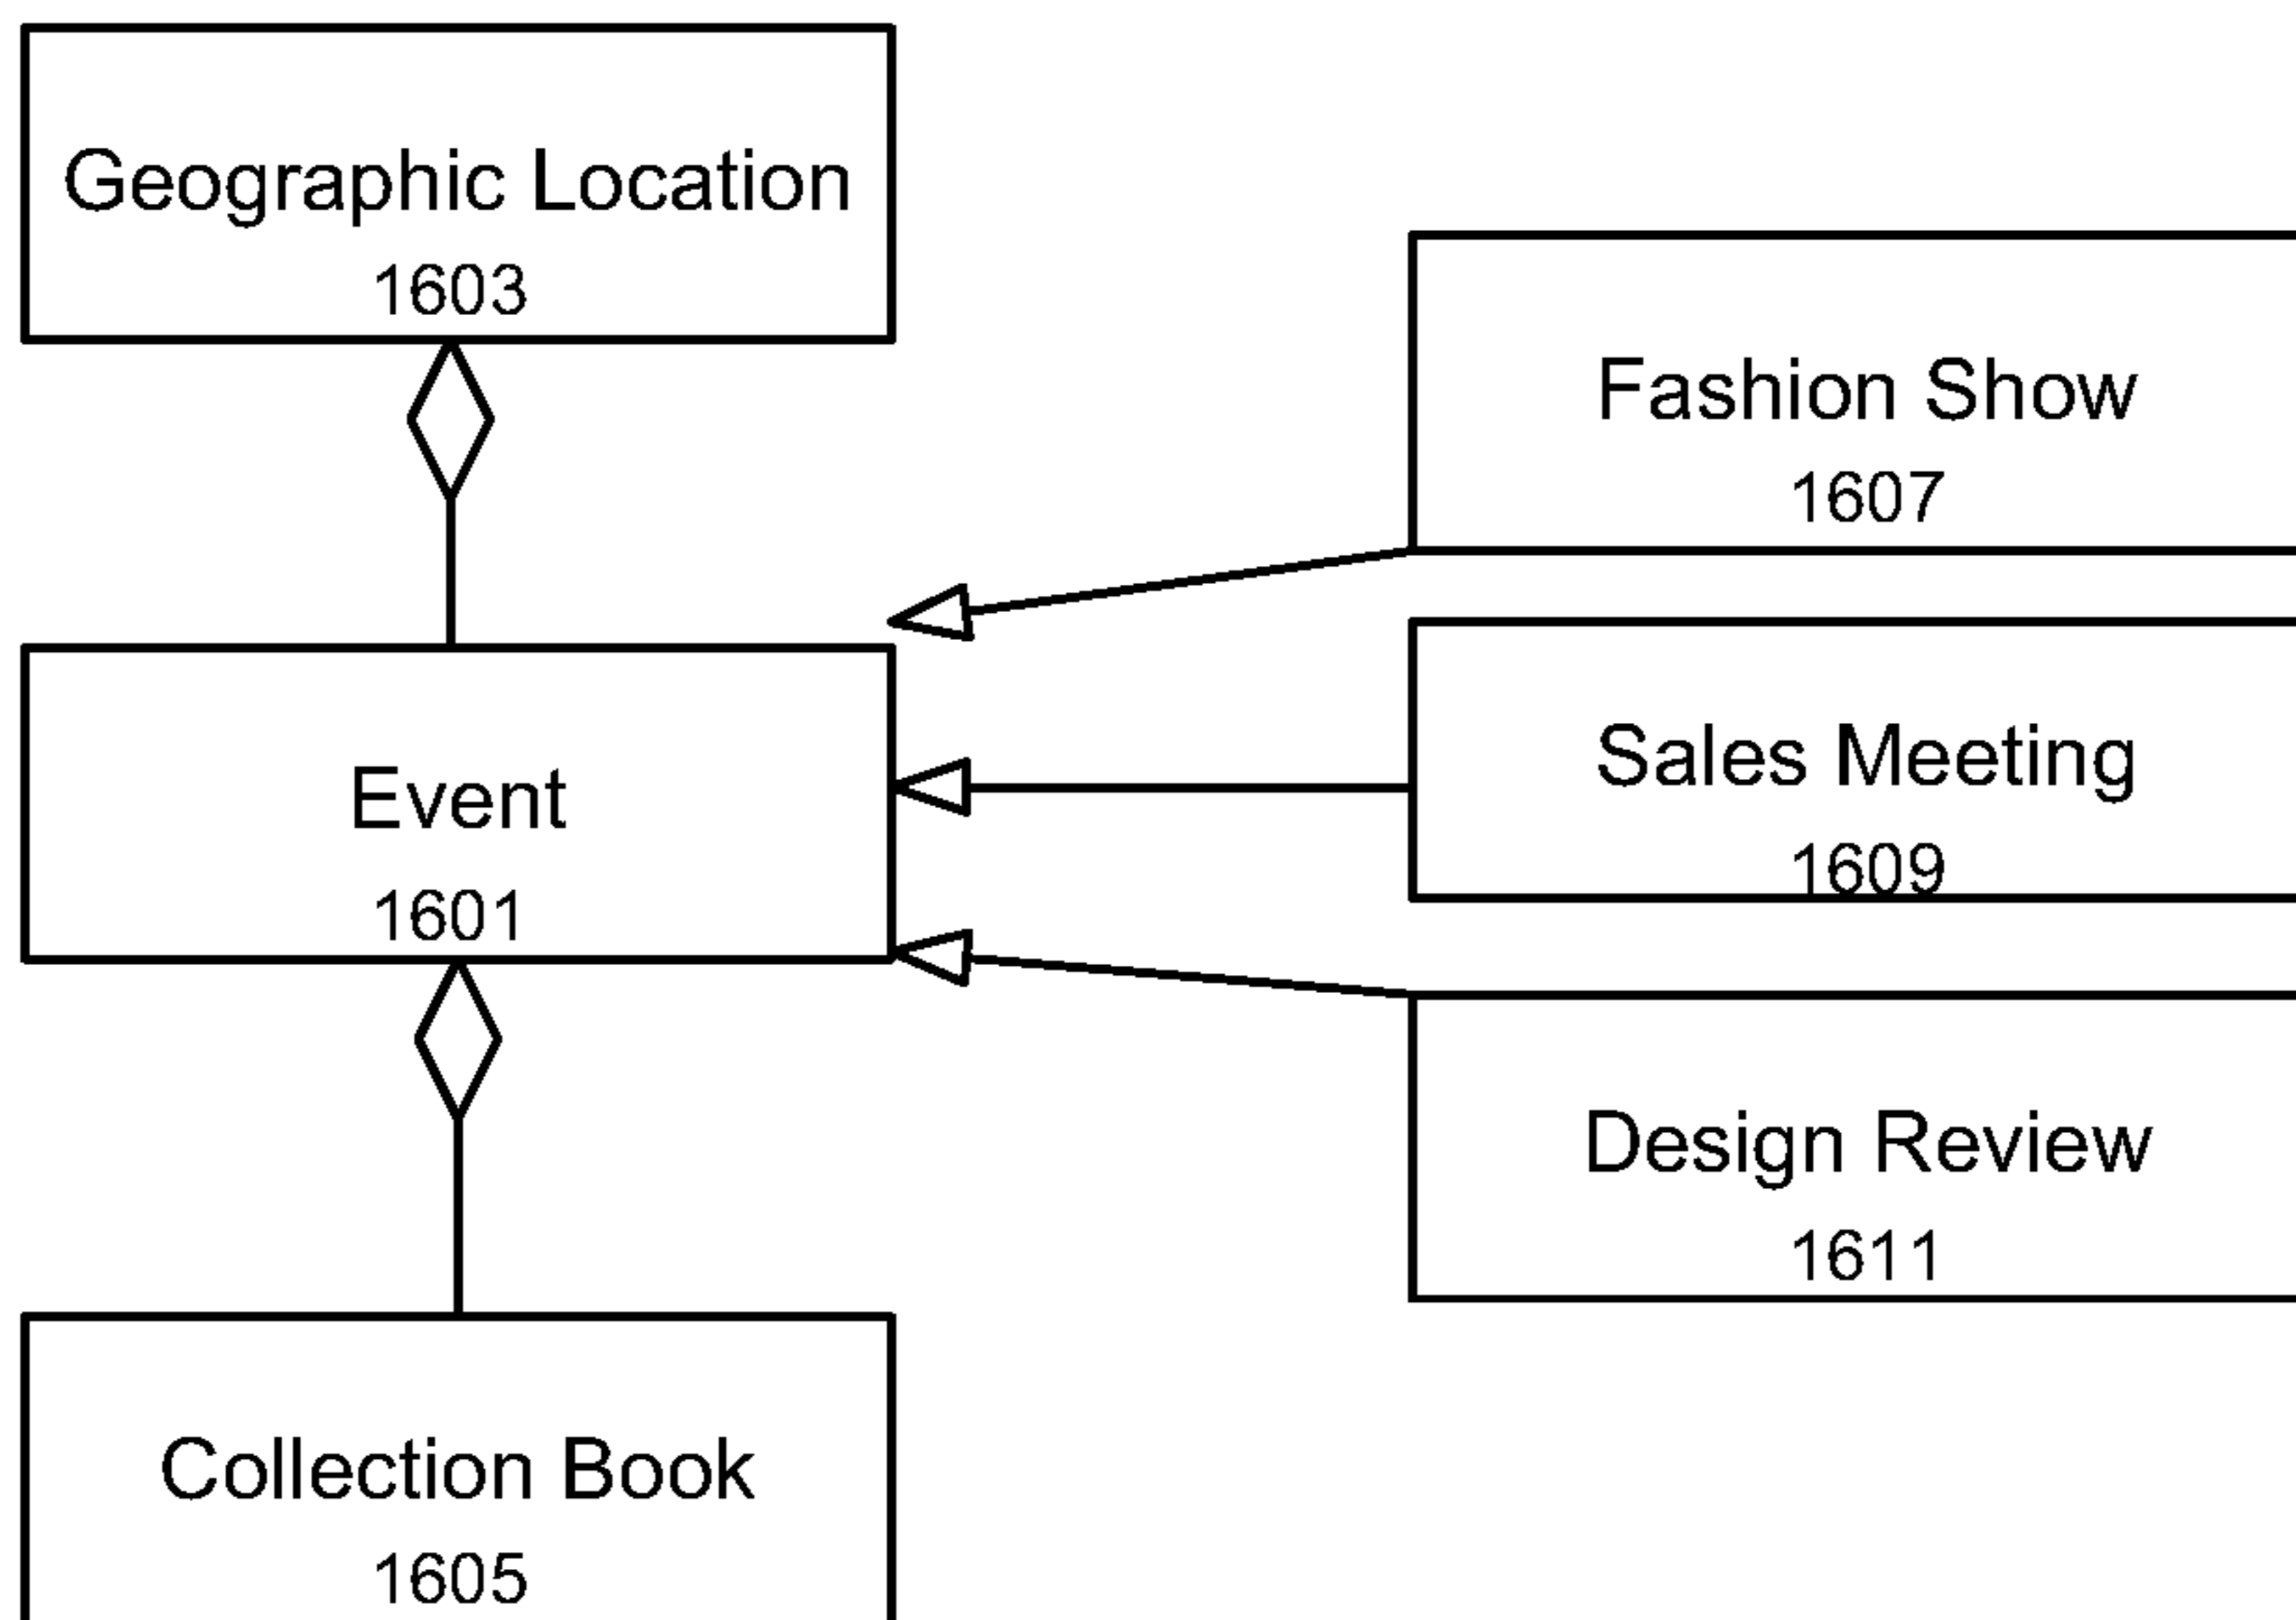 Geographic Location
1603
Fashion Show
1607
Event
1601
Sales Meeting
1609
Design Review
1611
Collection Book
1605